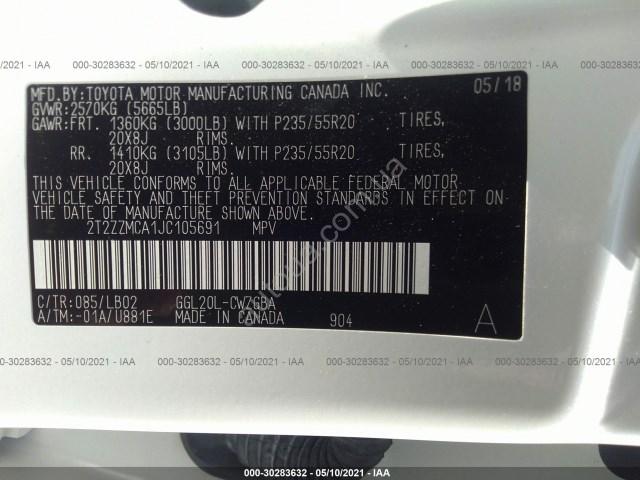 000-30283632 - 05/10/2021 - IAA
MFD.BY:TOYOTA MOTOR MANUFACTURING CANADA INC. 05/18
GVWR:2570KG (5665LB)
GAWR:FRT. 1360KG (3000LB) WITH P235/55R20 TIRES,
20X8J RIMS.
RR. 1410KG (3105LB) WITH P235/55R20 TIRES,
20X8J RIMS.
THIS VEHICLE CONFORMS TO ALL APPLICABLE FEDERAL MOTOR
VEHICLE SAFETY AND THEFT PREVENTION STANDARDS IN EFFECT ON
THE DATE OF MANUFACTURE SHOWN ABOVE.
2T2ZZMCA1JC105691 MPV
C/TR:085/LB02 GGL20L-CWZGBA
A/TM:-01A/U881E MADE IN CANADA 904 A
000-30283632 - 05/10/2021 - IAA